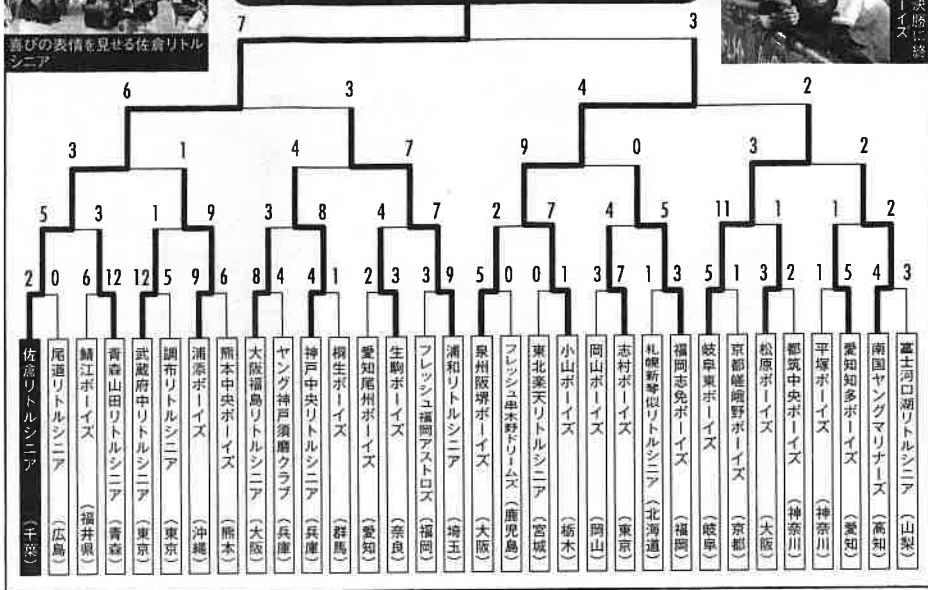 喜びの表情を見せる佐倉リトル
シニア
決勝に終
ーイズ
7 3
6 3 4 2
3 1 4 7 9 0 3 2
5 3 1 9 3 8 4 7 2 7 4 5 11 1 1 2
2 0 6 12 12 5 9 6 8 4 4 1 2 3 3 9 5 0 0 1 3 7 1 3 5 1 3 2 1 5 4 3
佐倉リトルシニア（千葉）
尾道リトルシニア（広島）
鯖江ボーイズ（福井県）
青森山田リトルシニア（青森）
武蔵府中リトルシニア（東京）
調布リトルシニア（東京）
浦添ボーイズ（沖縄）
熊本中央ボーイズ（熊本）
大阪福島リトルシニア（大阪）
ヤング神戸須磨クラブ（兵庫）
神戸中央リトルシニア（兵庫）
桐生ボーイズ（群馬）
愛知尾州ボーイズ（愛知）
生駒ボーイズ（奈良）
フレッシュ福岡アストロズ（福岡）
浦和リトルシニア（埼玉）
泉州阪堺ボーイズ（大阪）
フレッシュ串木野ドリームズ（鹿児島）
東北楽天リトルシニア（宮城）
小山ボーイズ（栃木）
岡山ボーイズ（岡山）
志村ボーイズ（東京）
札幌新琴似リトルシニア（北海道）
福岡志免ボーイズ（福岡）
岐阜東ボーイズ（岐阜）
京都嵯峨野ボーイズ（京都）
松原ボーイズ（大阪）
都筑中央ボーイズ（神奈川）
平塚ボーイズ（神奈川）
愛知知多ボーイズ（愛知）
南国ヤングマリナーズ（高知）
富士河口湖リトルシニア（山梨）